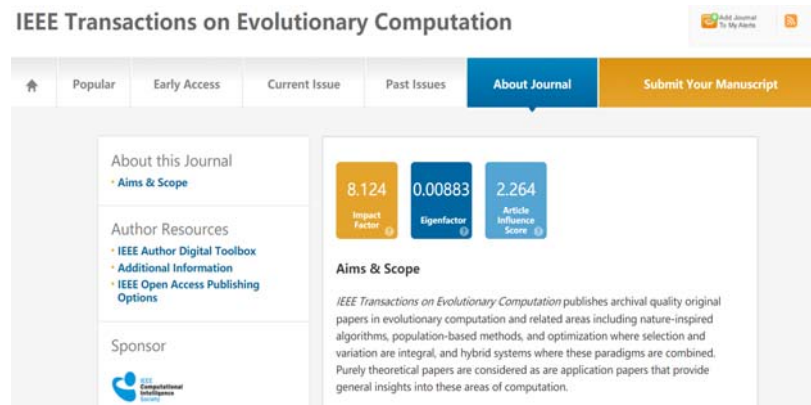 IEEE Transactions on Evolutionary Computation
Add Journal
To My Alerts
Popular
Early Access
Current Issue
Past Issues
About Journal
Submit Your Manuscript
About this Journal
Aims & Scope
Author Resources
IEEE Author Digital Toolbox
Additional Information
IEEE Open Access Publishing
Options
Sponsor
IEEE
Computational
Intelligence
Society
8.124
Impact
Factor
0.00883
Eigenfactor
2.264
Article
Influence
Score
Aims & Scope
IEEE Transactions on Evolutionary Computation publishes archival quality original
papers in evolutionary computation and related areas including nature-inspired
algorithms, population-based methods, and optimization where selection and
variation are integral, and hybrid systems where these paradigms are combined.
Purely theoretical papers are considered as are application papers that provide
general insights into these areas of computation.